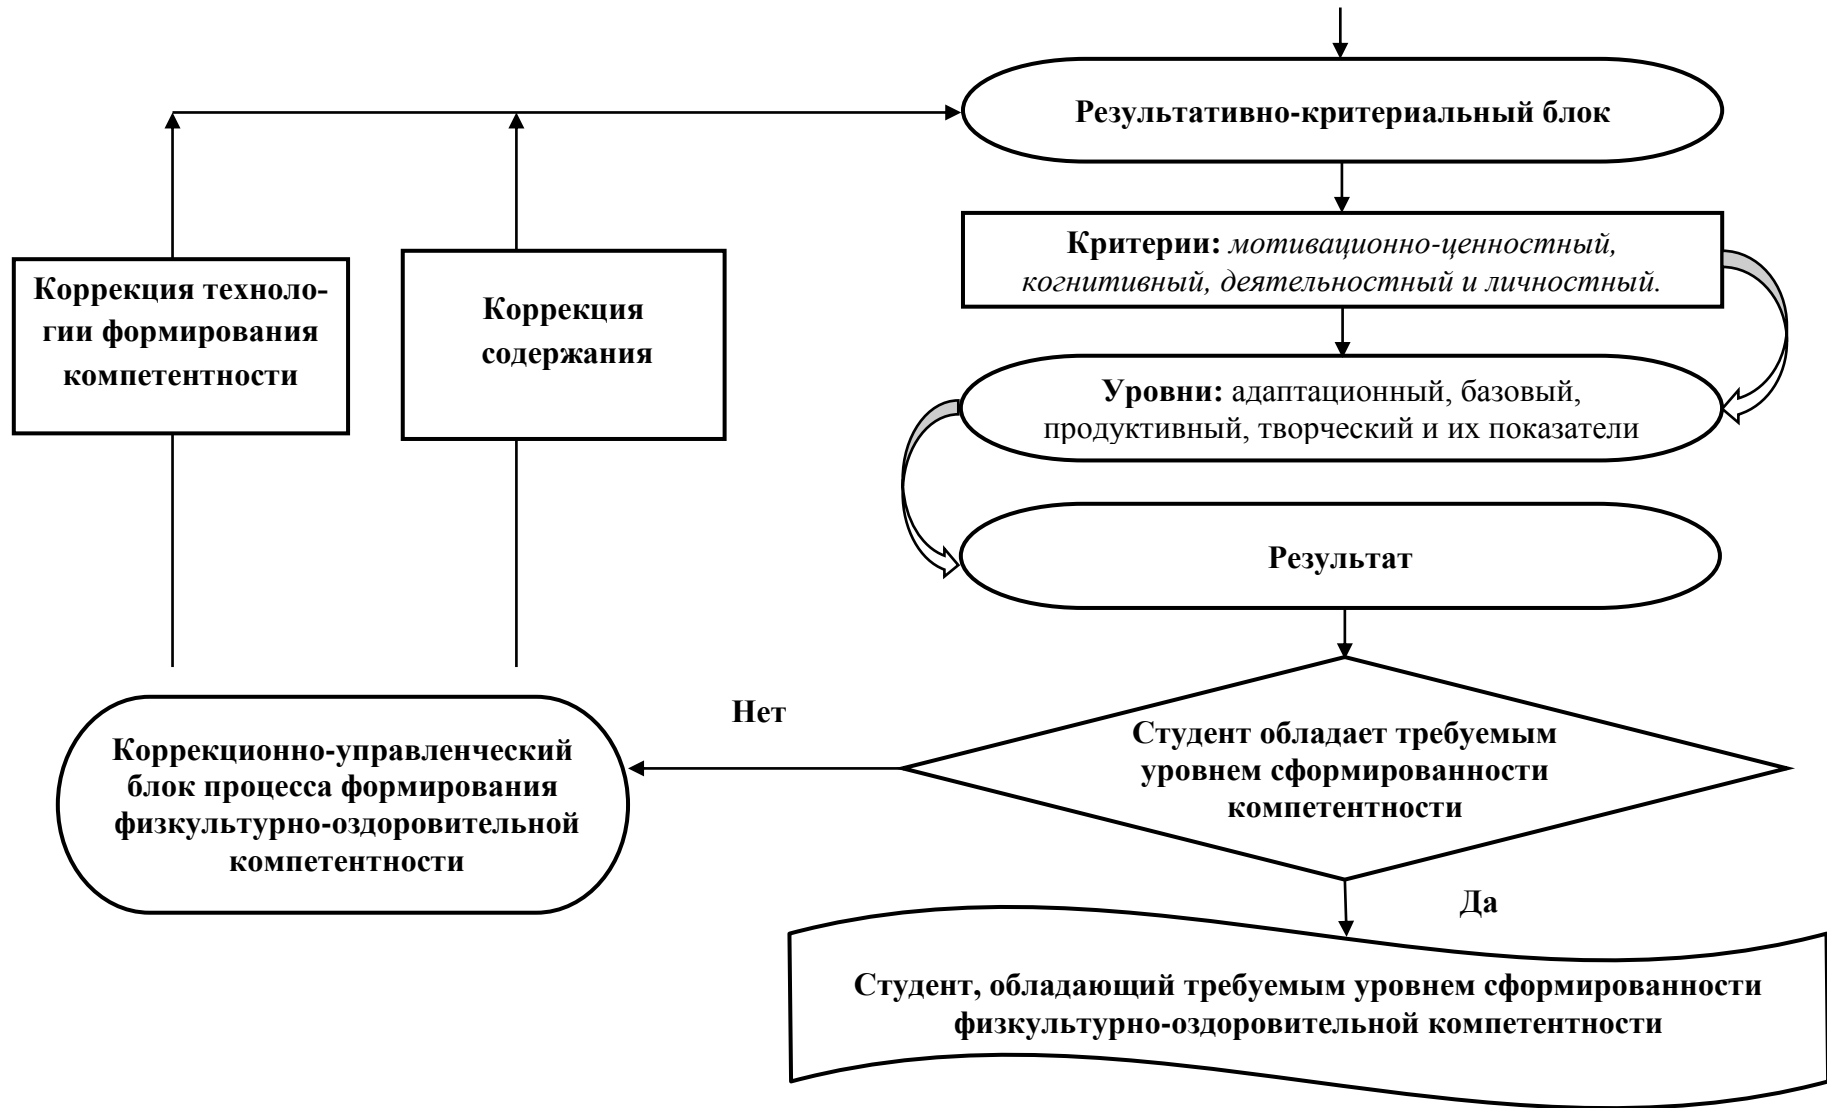 Результативно-критериальный блок
Критерии: мотивационно-ценностный,
когнитивный, деятельностный и личностный.
Коррекция техноло-
гии формирования
компетентности
Коррекция
содержания
Уровни: адаптационный, базовый,
продуктивный, творческий и их показатели
Результат
Нет
Студент обладает требуемым
уровнем сформированности
компетентности
Коррекционно-управленческий
блок процесса формирования
физкультурно-оздоровительной
компетентности
Да
Студент, обладающий требуемым уровнем сформированности
физкультурно-оздоровительной компетентности